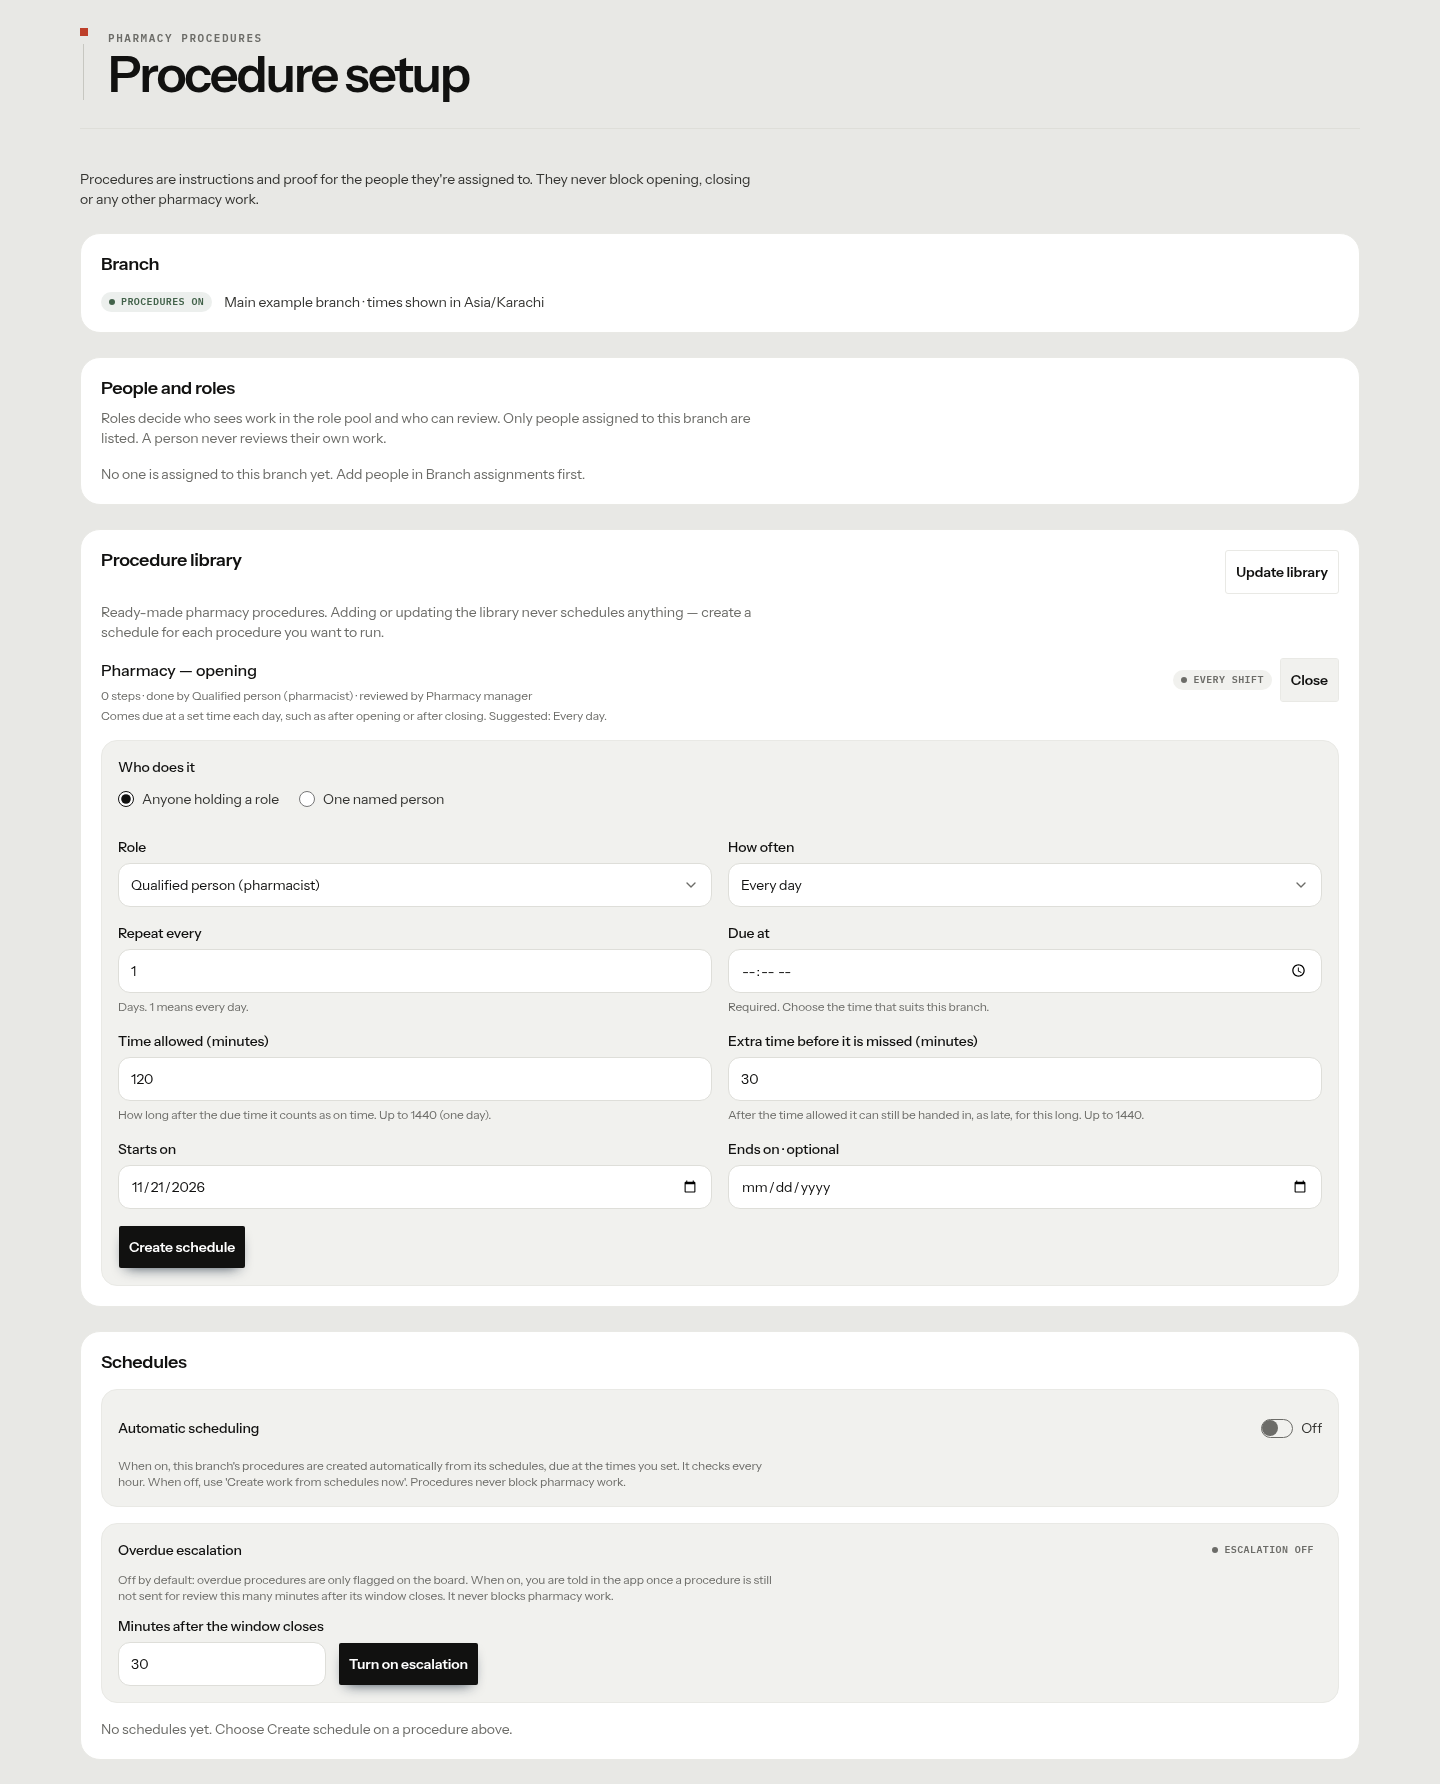 PHARMACY PROCEDURES
Procedure setup
Procedures are instructions and proof for the people they're assigned to. They never block opening, closing
or any other pharmacy work.
Branch
PROCEDURES ON
Main example branch · times shown in Asia/Karachi
People and roles
Roles decide who sees work in the role pool and who can review. Only people assigned to this branch are
listed. A person never reviews their own work.
No one is assigned to this branch yet. Add people in Branch assignments first.
Procedure library
Update library
Ready-made pharmacy procedures. Adding or updating the library never schedules anything — create a
schedule for each procedure you want to run.
Pharmacy — opening
EVERY SHIFT
Close
0 steps · done by Qualified person (pharmacist) · reviewed by Pharmacy manager
Comes due at a set time each day, such as after opening or after closing. Suggested: Every day.
Who does it
Anyone holding a role
One named person
Role
How often
Qualified person (pharmacist)
Every day
Repeat every
Due at
1
--:-- --
Days. 1 means every day.
Required. Choose the time that suits this branch.
Time allowed (minutes)
Extra time before it is missed (minutes)
120
30
How long after the due time it counts as on time. Up to 1440 (one day).
After the time allowed it can still be handed in, as late, for this long. Up to 1440.
Starts on
Ends on · optional
11/21/2026
mm/dd/yyyy
Create schedule
Schedules
Automatic scheduling
Off
When on, this branch's procedures are created automatically from its schedules, due at the times you set. It checks every
hour. When off, use 'Create work from schedules now'. Procedures never block pharmacy work.
Overdue escalation
ESCALATION OFF
Off by default: overdue procedures are only flagged on the board. When on, you are told in the app once a procedure is still
not sent for review this many minutes after its window closes. It never blocks pharmacy work.
Minutes after the window closes
30
Turn on escalation
No schedules yet. Choose Create schedule on a procedure above.